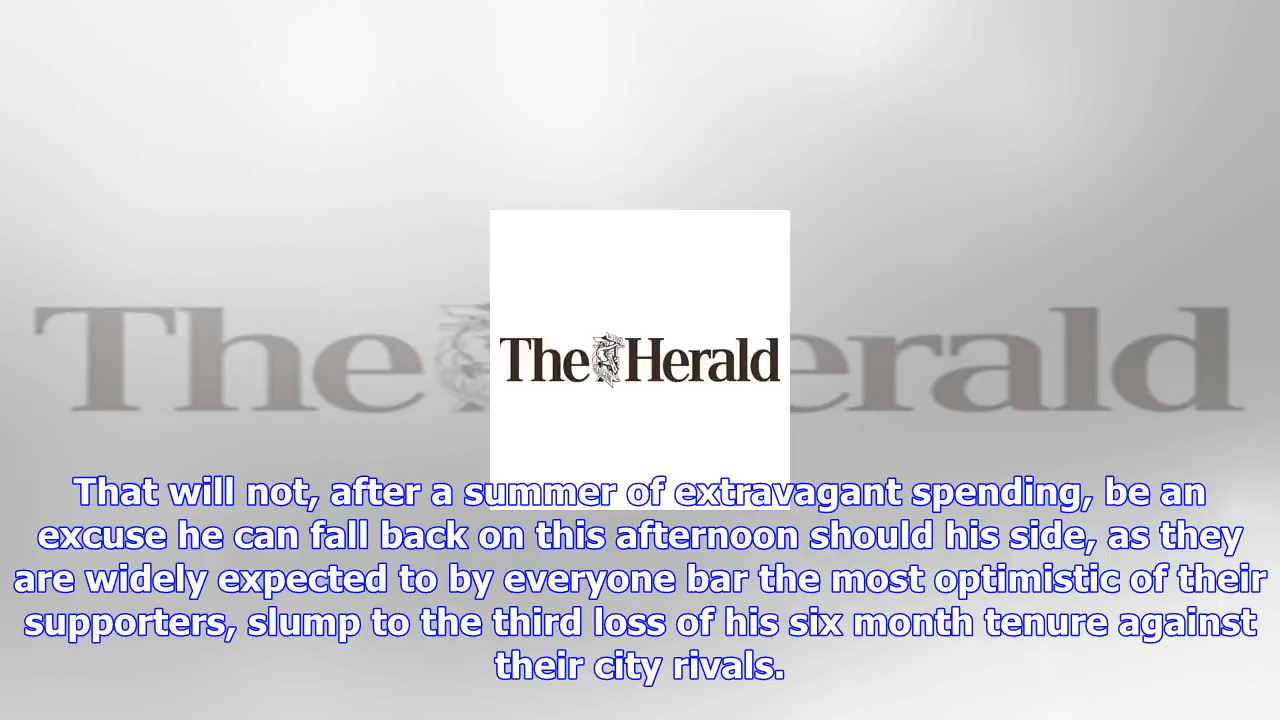 The Herald
The Herald
That will not, after a summer of extravagant spending, be an
excuse he can fall back on this afternoon should his side, as they
are widely expected to by everyone bar the most optimistic of their
supporters, slump to the third loss of his six month tenure against
their city rivals.